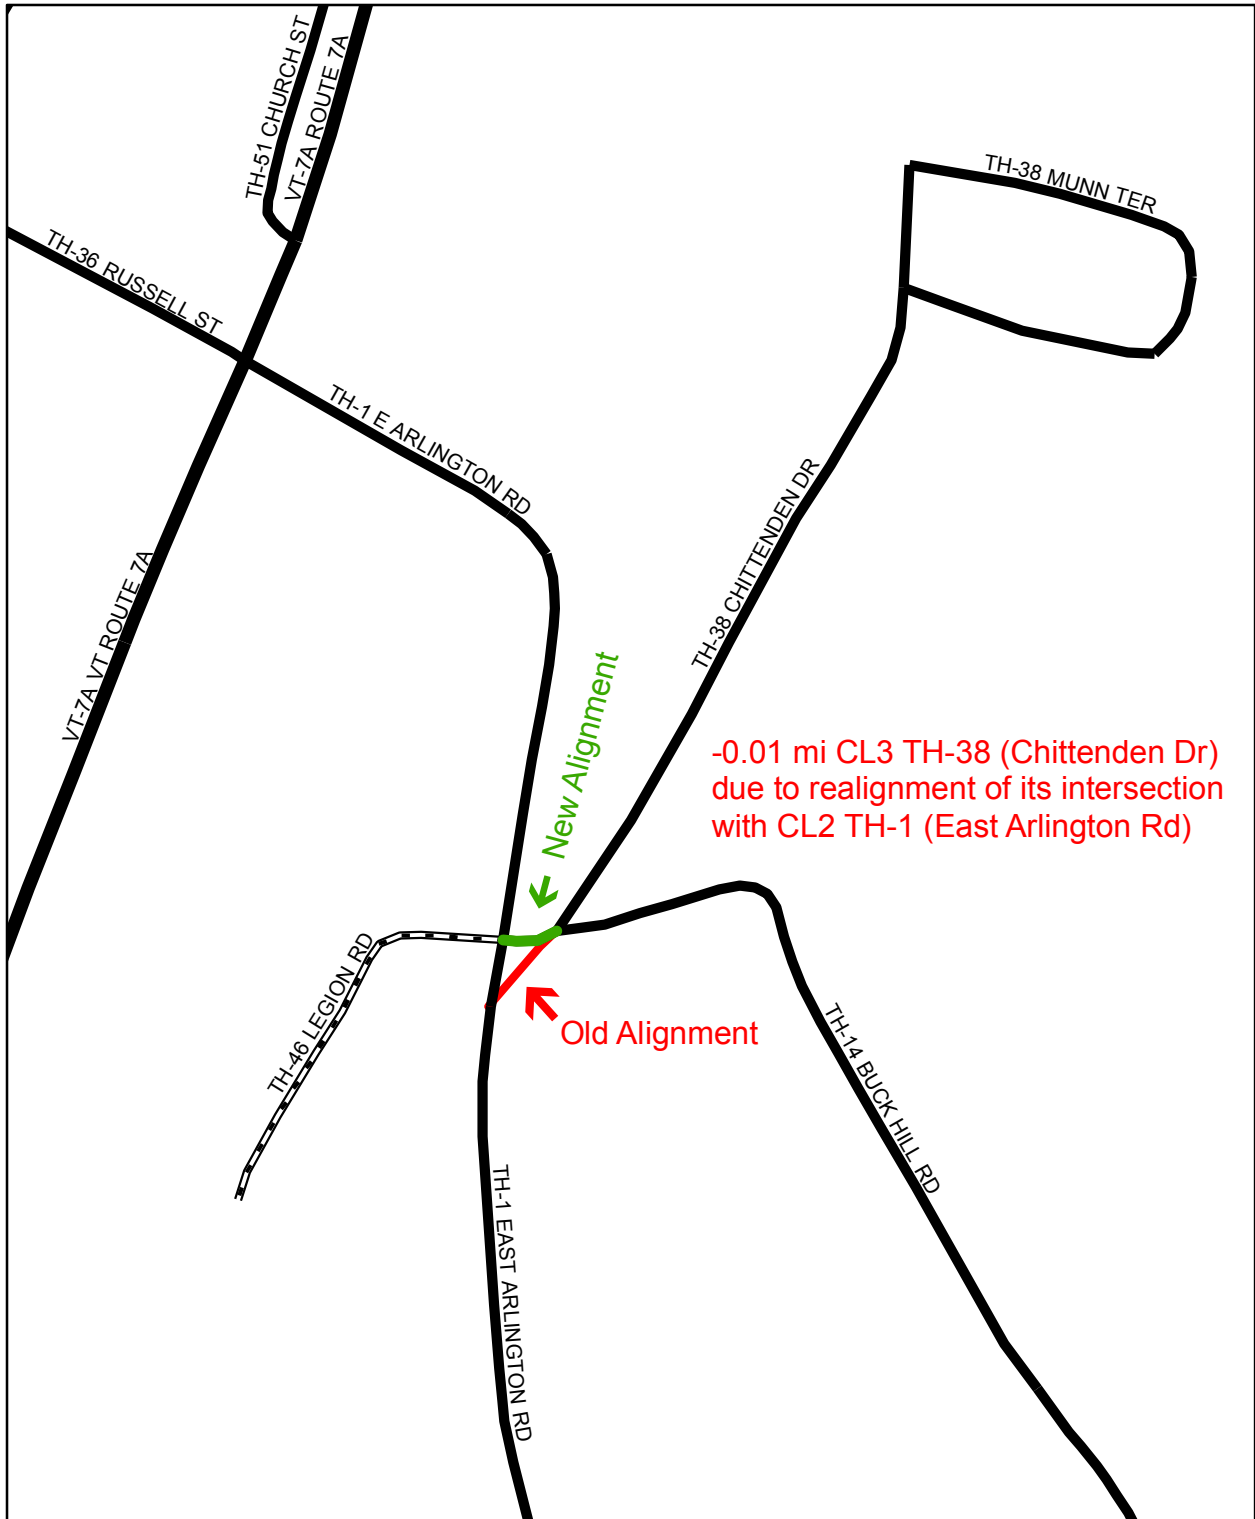 TH-51 CHURCH ST
VT-7A ROUTE 7A
TH-38 MUNN TER
TH-36 RUSSELL ST
TH-1 E ARLINGTON RD
TH-38 CHITTENDEN DR
VT-7A VT ROUTE 7A
New Alignment
-0.01 mi CL3 TH-38 (Chittenden Dr)
due to realignment of its intersection
with CL2 TH-1 (East Arlington Rd)
TH-46 LEGION RD
Old Alignment
TH-14 BUCK HILL RD
TH-1 EAST ARLINGTON RD